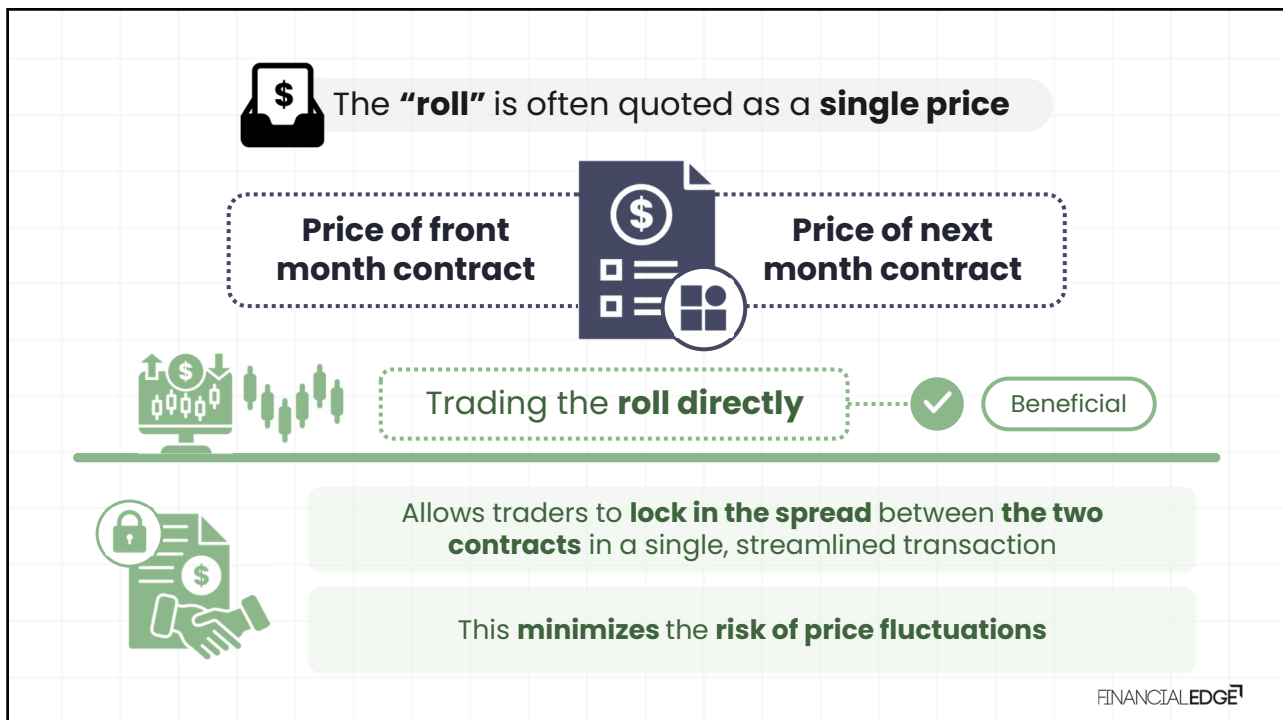 The “roll” is often quoted as a single price
Price of front
month contract
Price of next
month contract
Trading the roll directly
Beneficial
Allows traders to lock in the spread between the two
contracts in a single, streamlined transaction
This minimizes the risk of price fluctuations
FINANCIALEDGE